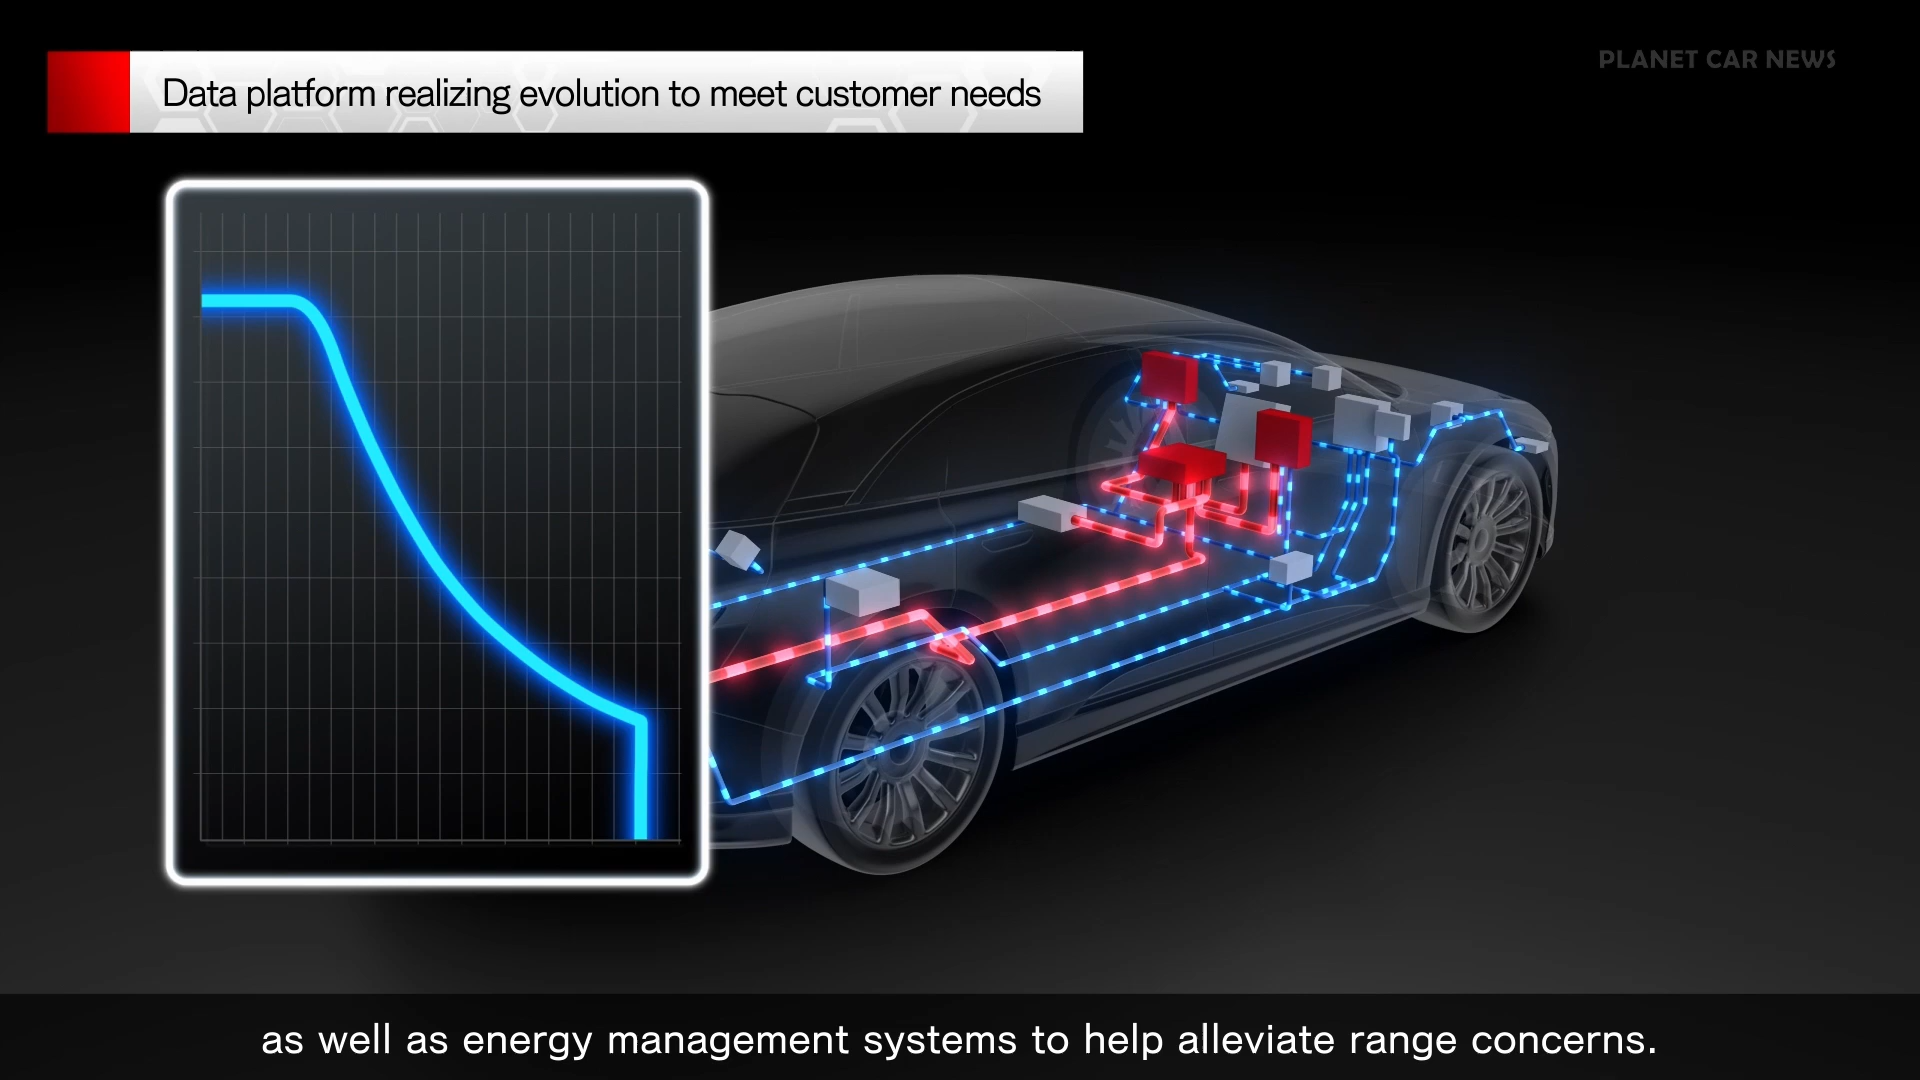 PLANET CAR NEWS
Data platform realizing evolution to meet customer needs
as well as energy management systems to help alleviate range concerns.